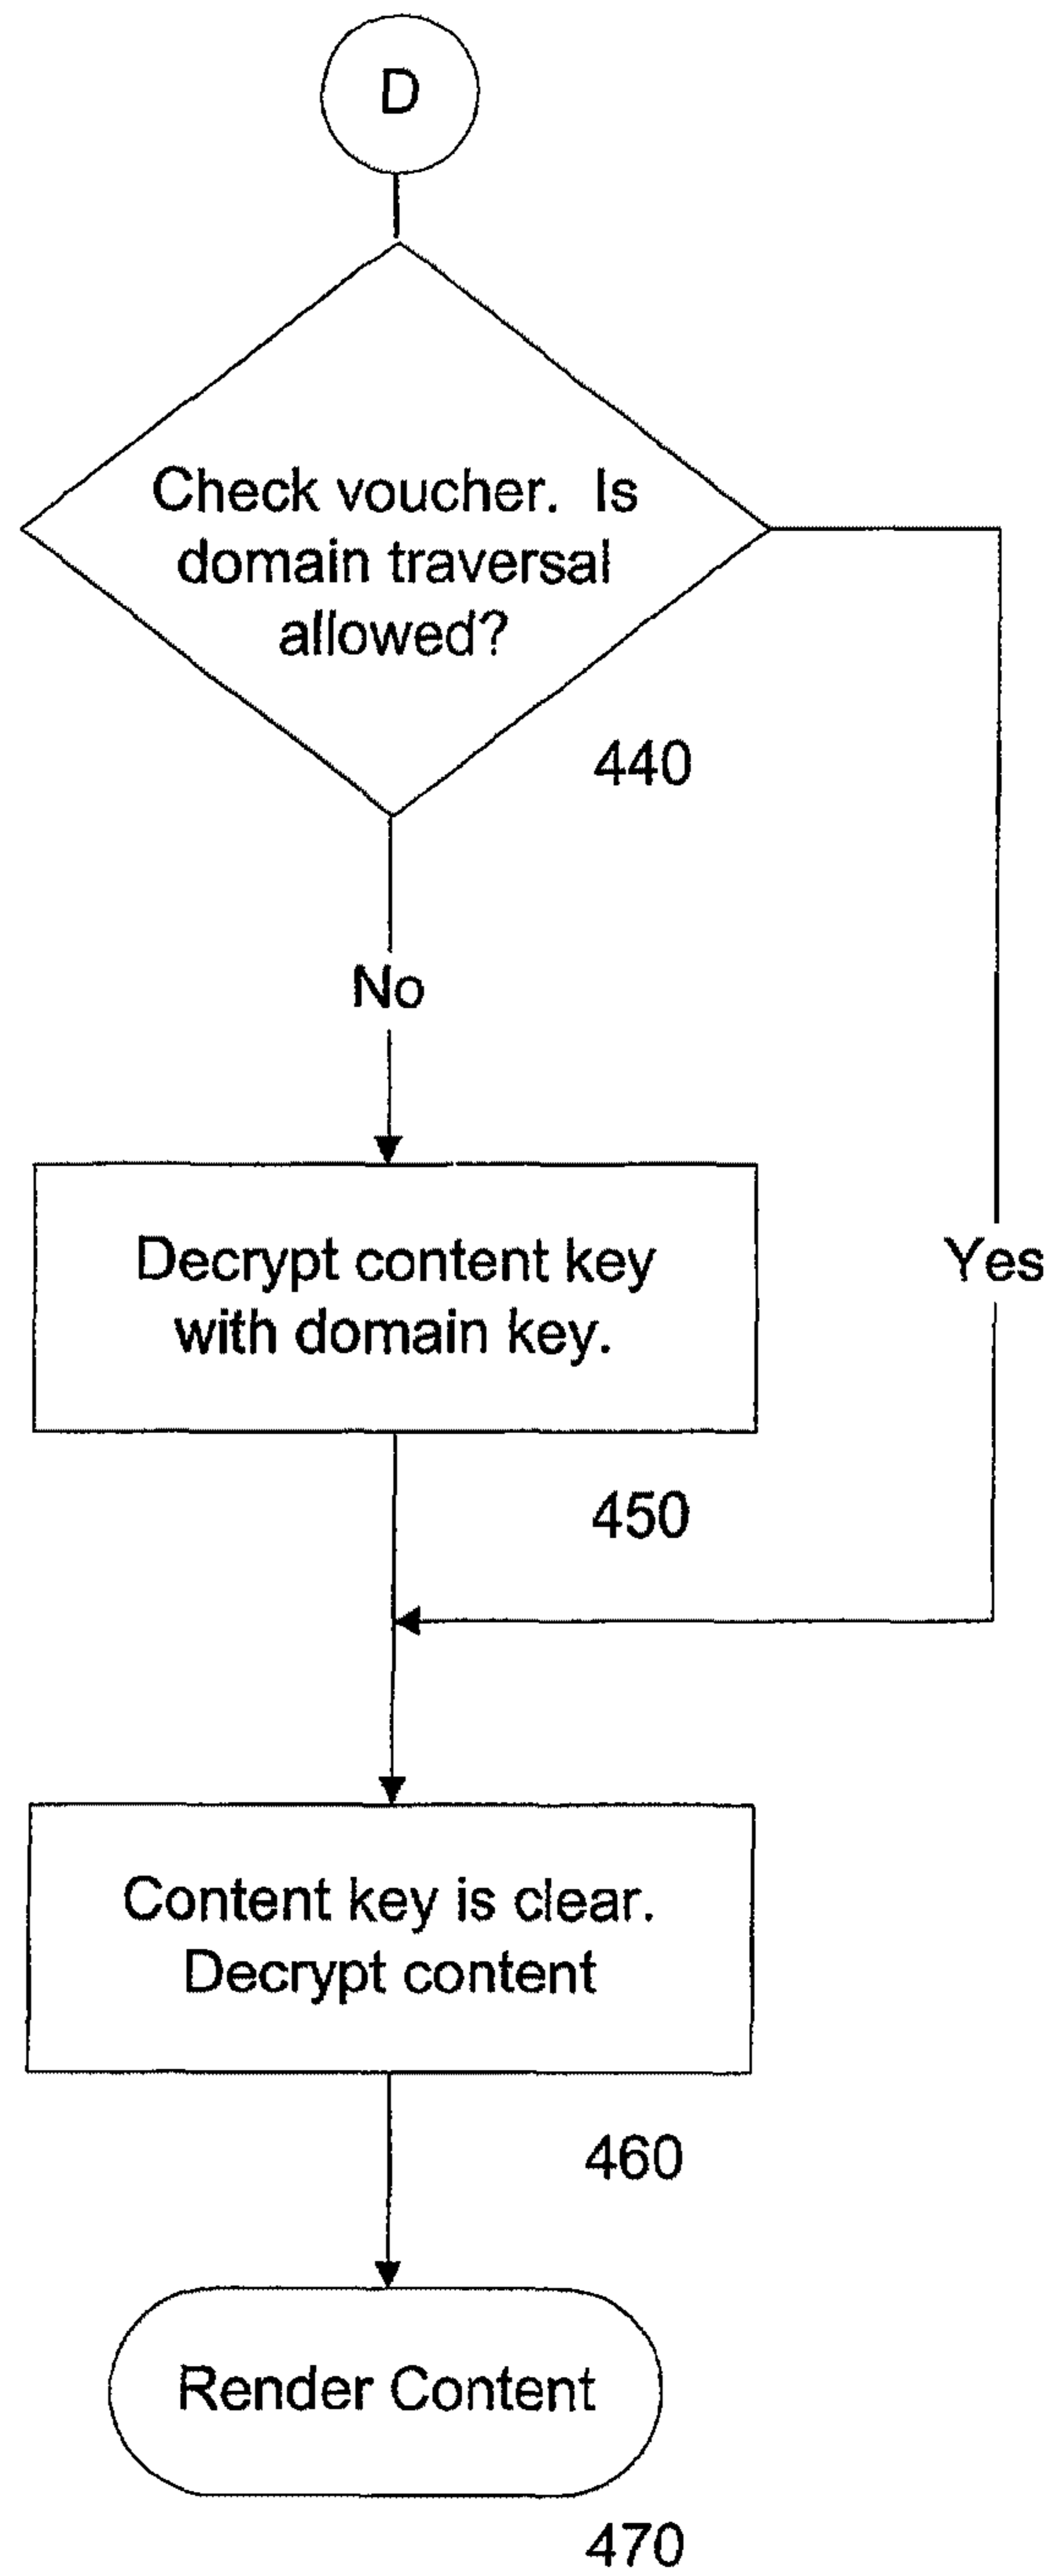 D
Check voucher. Is
domain traversal
allowed?
440
No
Decrypt content key
with domain key.
Yes
450
Content key is clear.
Decrypt content
460
Render Content
470